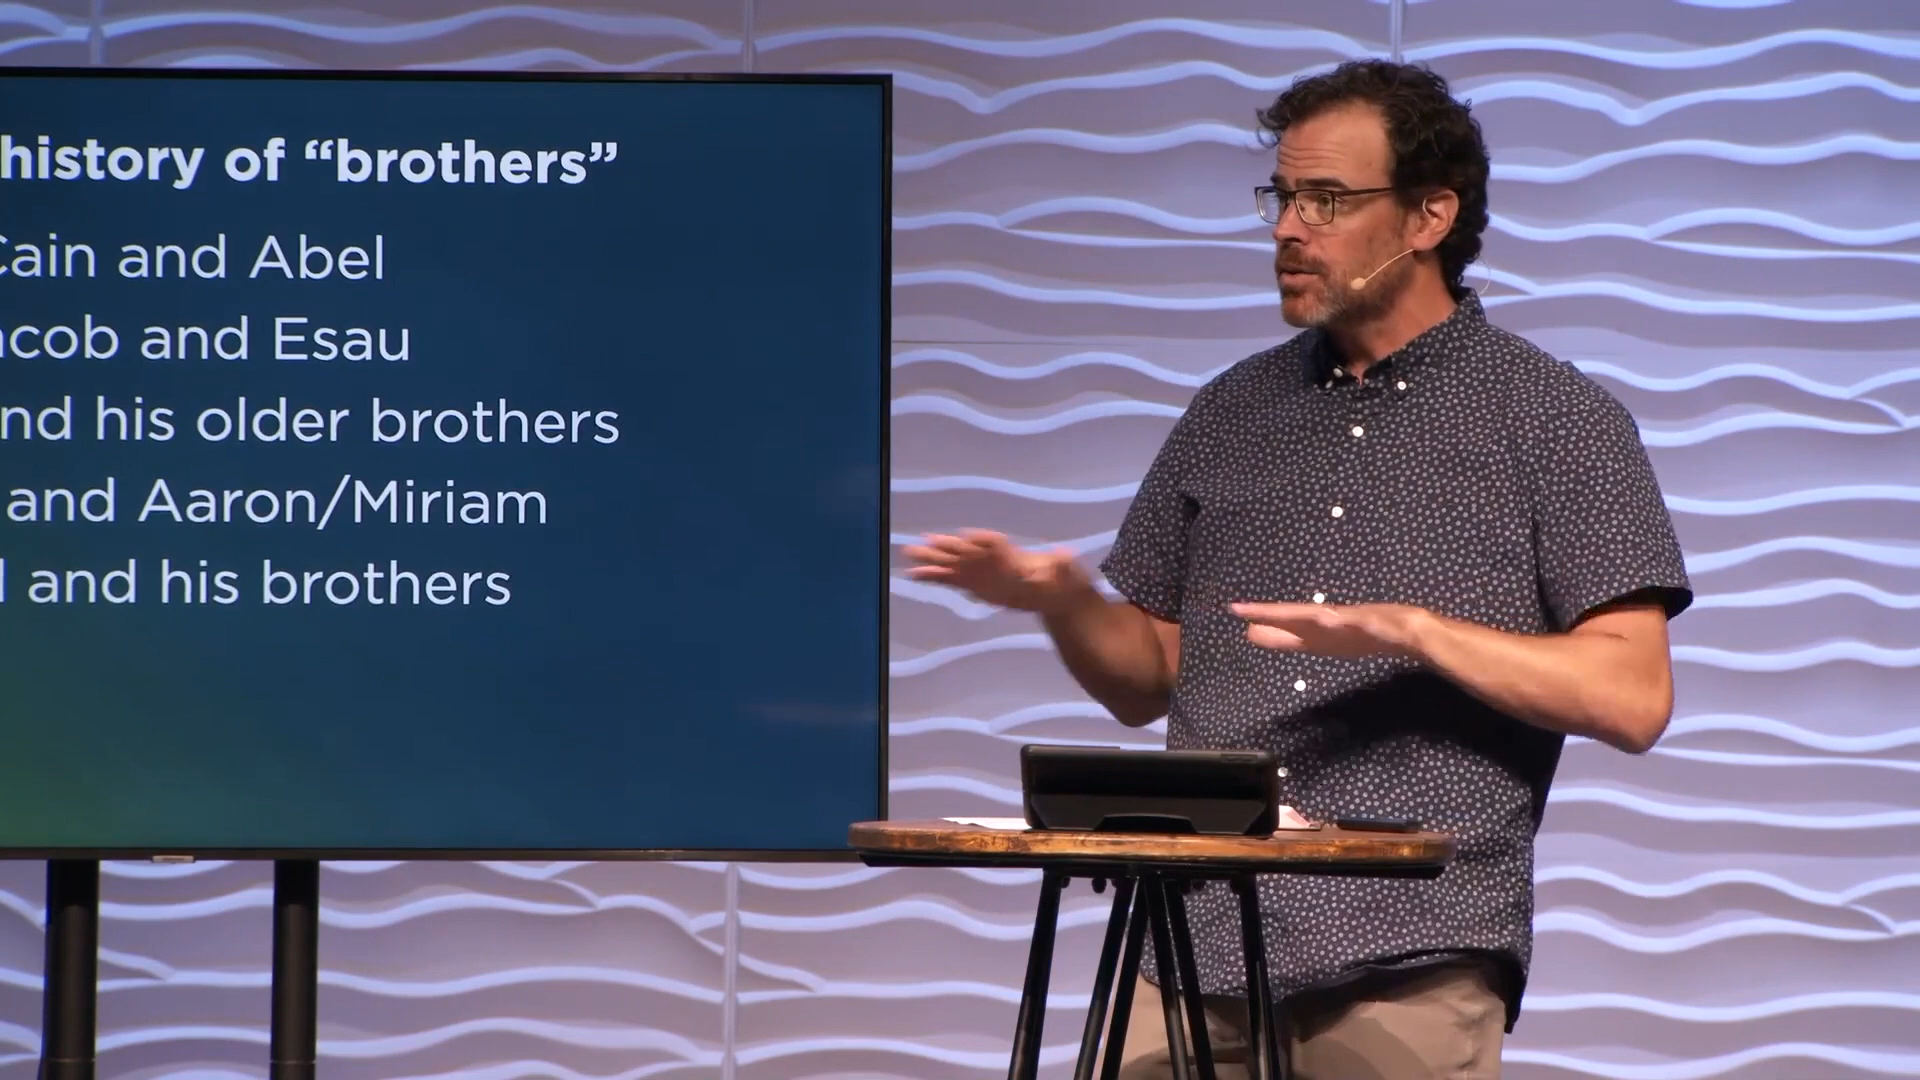 history of “brothers”
Cain and Abel
acob and Esau
nd his older brothers
and Aaron/Miriam
and his brothers